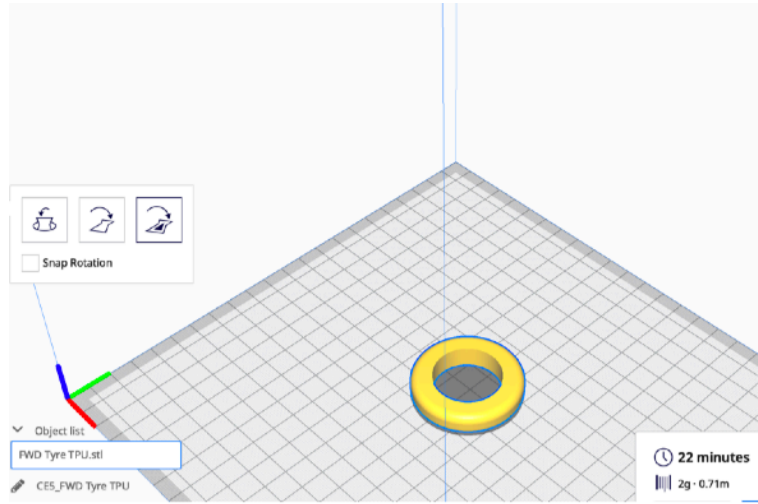 Snap Rotation
Object list
FWD Tyre TPU.stl
CE5_FWD Tyre TPU
22 minutes
2g · 0.71m